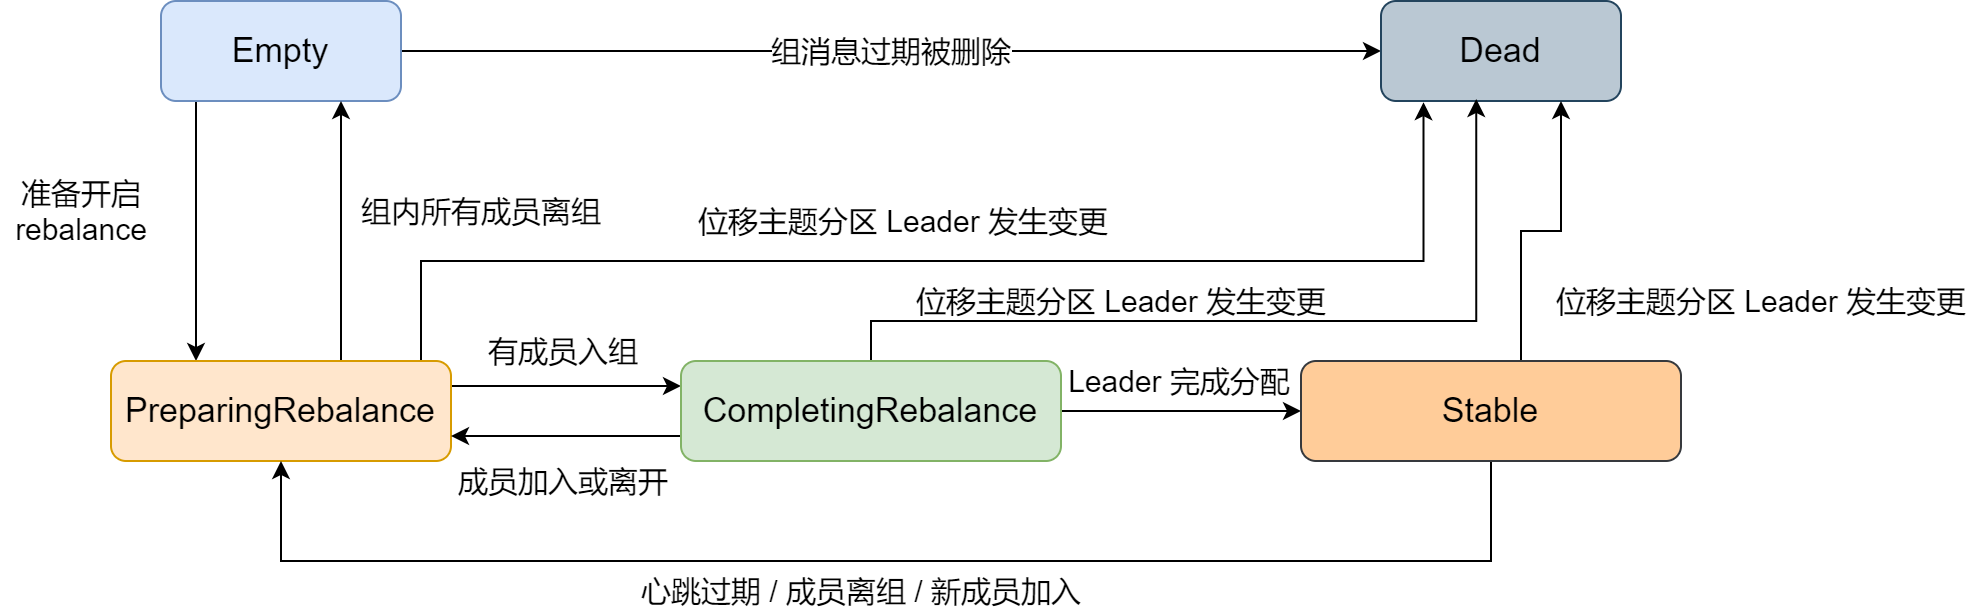 Empty
组消息过期被删除
Dead
准备开启
rebalance
组内所有成员离组
位移主题分区 Leader 发生变更
位移主题分区 Leader 发生变更
位移主题分区 Leader 发生变更
有成员入组
Leader 完成分配
PreparingRebalance
CompletingRebalance
Stable
成员加入或离开
心跳过期 / 成员离组 / 新成员加入